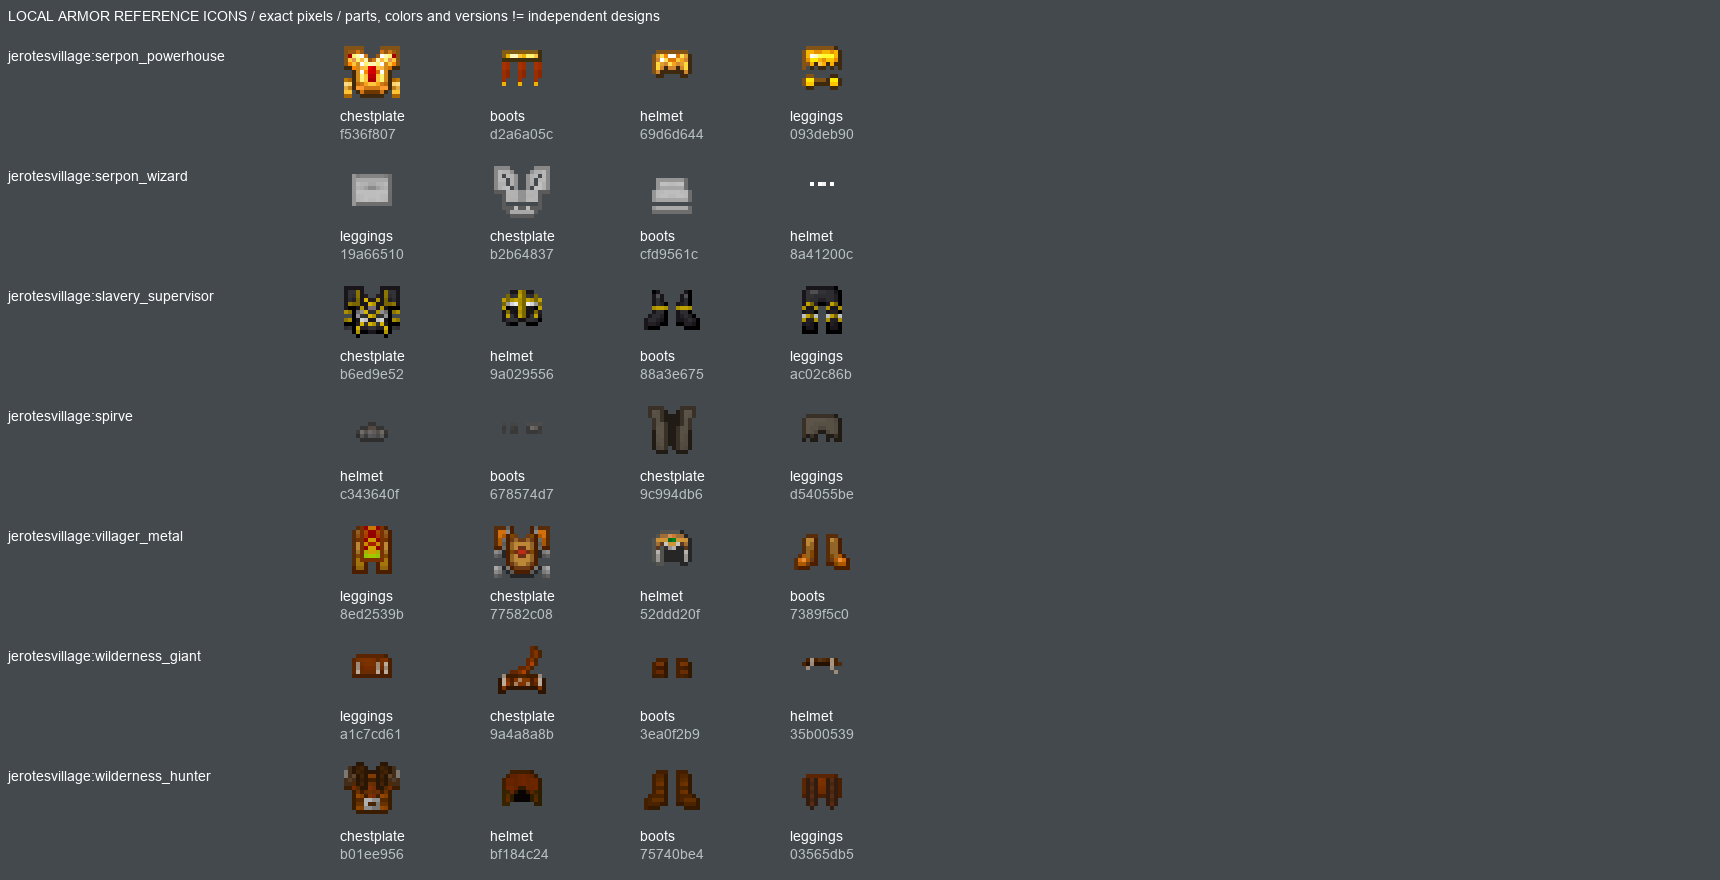 LOCAL ARMOR REFERENCE ICONS / exact pixels / parts, colors and versions != independent designs
jerotesvillage:serpon_powerhouse
chestplate boots helmet leggings
f536f807 d2a6a05c 69d6d644 093deb90
jerotesvillage:serpon_wizard
leggings chestplate boots helmet
19a66510 b2b64837 cfd9561c 8a41200c
jerotesvillage:slavery_supervisor
chestplate helmet boots leggings
b6ed9e52 9a029556 88a3e675 ac02c86b
jerotesvillage:spirve
helmet boots chestplate leggings
c343640f 678574d7 9c994db6 d54055be
jerotesvillage:villager_metal
leggings chestplate helmet boots
8ed2539b 77582c08 52ddd20f 7389f5c0
jerotesvillage:wilderness_giant
leggings chestplate boots helmet
a1c7cd61 9a4a8a8b 3ea0f2b9 35b00539
jerotesvillage:wilderness_hunter
chestplate helmet boots leggings
b01ee956 bf184c24 75740be4 03565db5